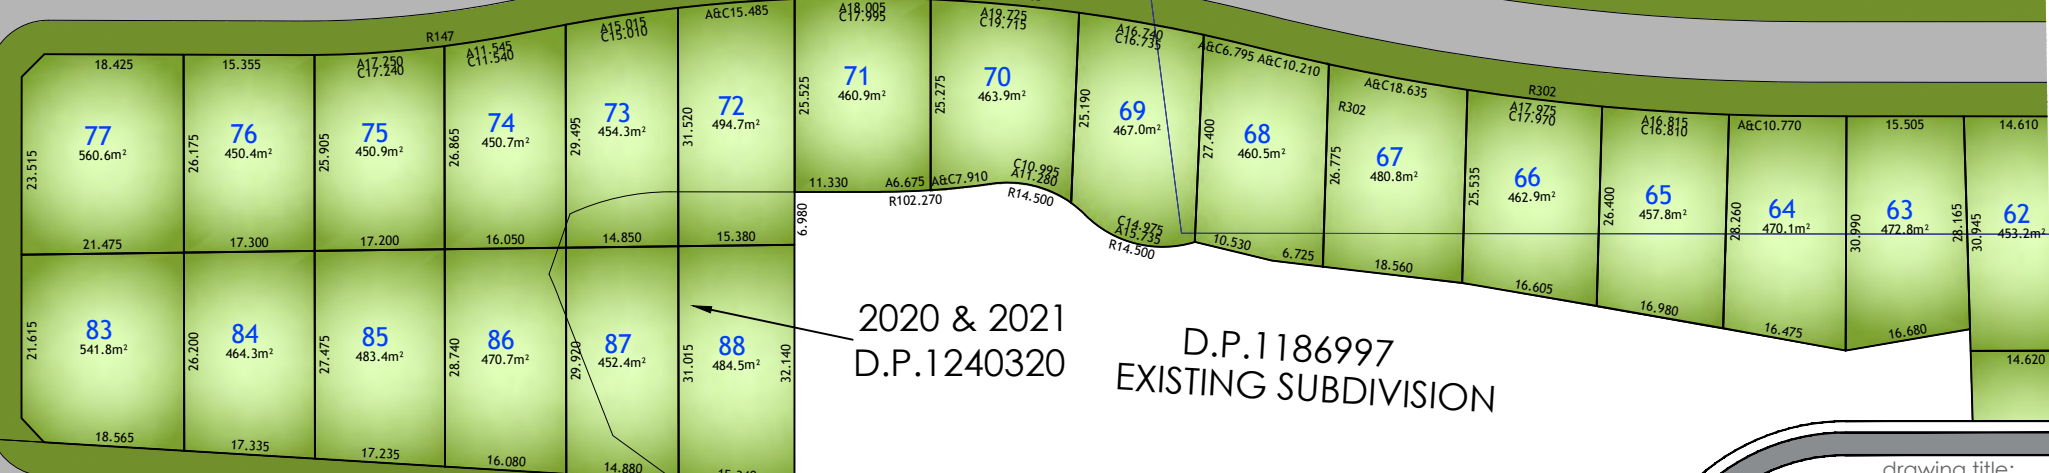 R147
18.425
15.355
A17.250
C17.240
A11.545
C11.540
A15.015
C15.010
A&C15.485
A18.005
C17.995
A19.725
C19.715
A16.740
C16.735
A&C6.795 A&C10.210
A&C18.635
R302
R302
A17.975
C17.970
A16.815
C16.810
A&C10.770
15.505
14.610
77
560.6m²
23.515
21.475
76
450.4m²
26.175
17.300
75
450.9m²
25.905
17.200
74
450.7m²
26.865
16.050
73
454.3m²
29.495
14.850
72
494.7m²
31.520
15.380
71
460.9m²
25.525
11.330
A6.675
6.980
70
463.9m²
25.275
A&C7.910
R102.270
C10.995
A11.280
R14.500
69
467.0m²
25.190
C14.975
A15.735
R14.500
68
460.5m²
27.400
10.530
6.725
67
480.8m²
26.775
18.560
66
462.9m²
25.535
16.605
65
457.8m²
26.400
16.980
64
470.1m²
28.260
16.475
63
472.8m²
30.990
28.165
16.680
62
453.2m²
30.945
14.620
83
541.8m²
21.615
18.565
84
464.3m²
26.200
17.335
85
483.4m²
27.475
17.235
86
470.7m²
28.740
16.080
87
452.4m²
29.920
14.880
88
484.5m²
31.015
32.140
2020 & 2021
D.P.1240320
D.P.1186997
EXISTING SUBDIVISION
drawing title: